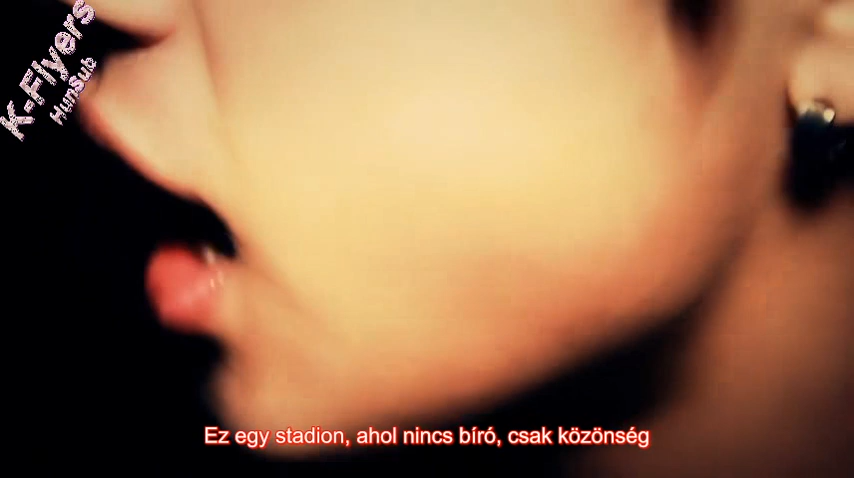 K-Flyers
HunSub
Ez egy stadion, ahol nincs bíró, csak közönség